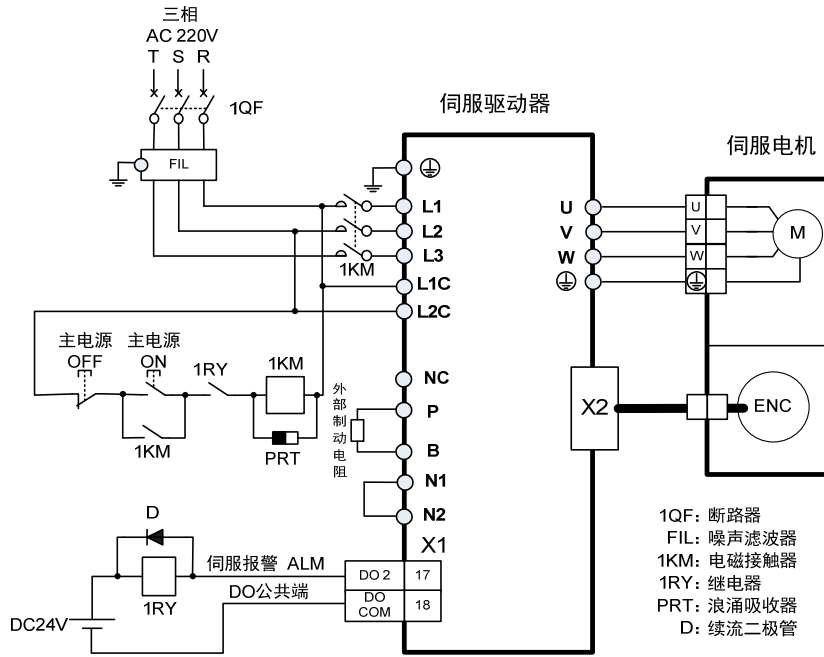 三相
AC 220V
T S R
1QF
FIL
伺服驱动器
伺服电机
L1
L2
L3
1KM
L1C
L2C
U
V
W
U
V
W
M
主电源
OFF
主电源
ON
1RY
1KM
1KM
PRT
外部制动电阻
NC
P
B
N1
N2
X2
ENC
X1
D
1RY
伺服报警 ALM
DO 2
17
DO公共端
DO
COM
18
DC24V
1QF: 断路器
FIL: 噪声滤波器
1KM: 电磁接触器
1RY: 继电器
PRT: 浪涌吸收器
D: 续流二极管